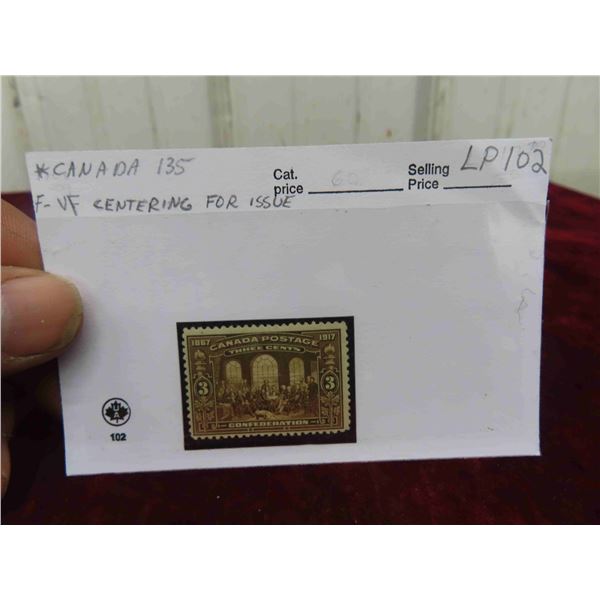 *CANADA 135
F-VF CENTERING FOR ISSUE
Cat. price 60
Selling Price
LP102
1867 1917
CANADA POSTAGE
THREE CENTS
3 3
CONFEDERATION
102